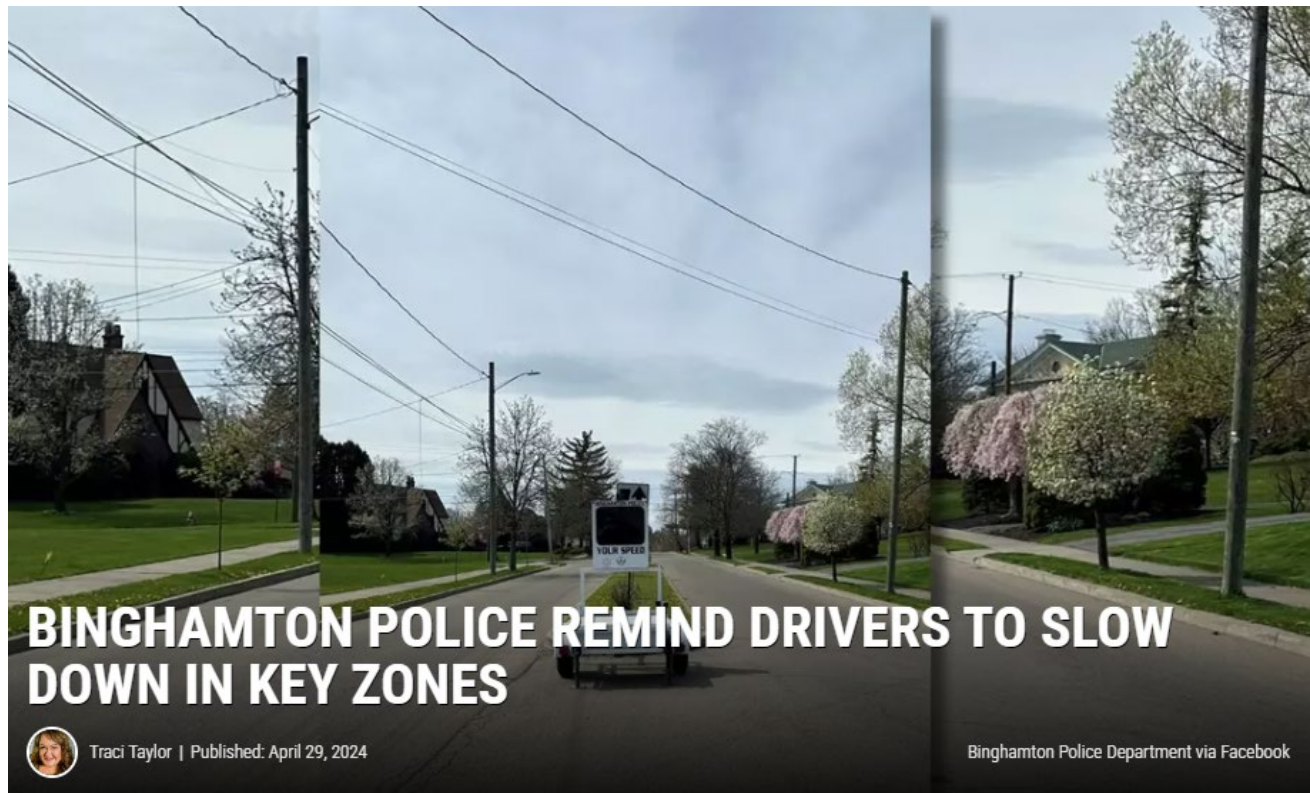 YOUR SPEED
BINGHAMTON POLICE REMIND DRIVERS TO SLOW
DOWN IN KEY ZONES
Traci Taylor | Published: April 29, 2024
Binghamton Police Department via Facebook